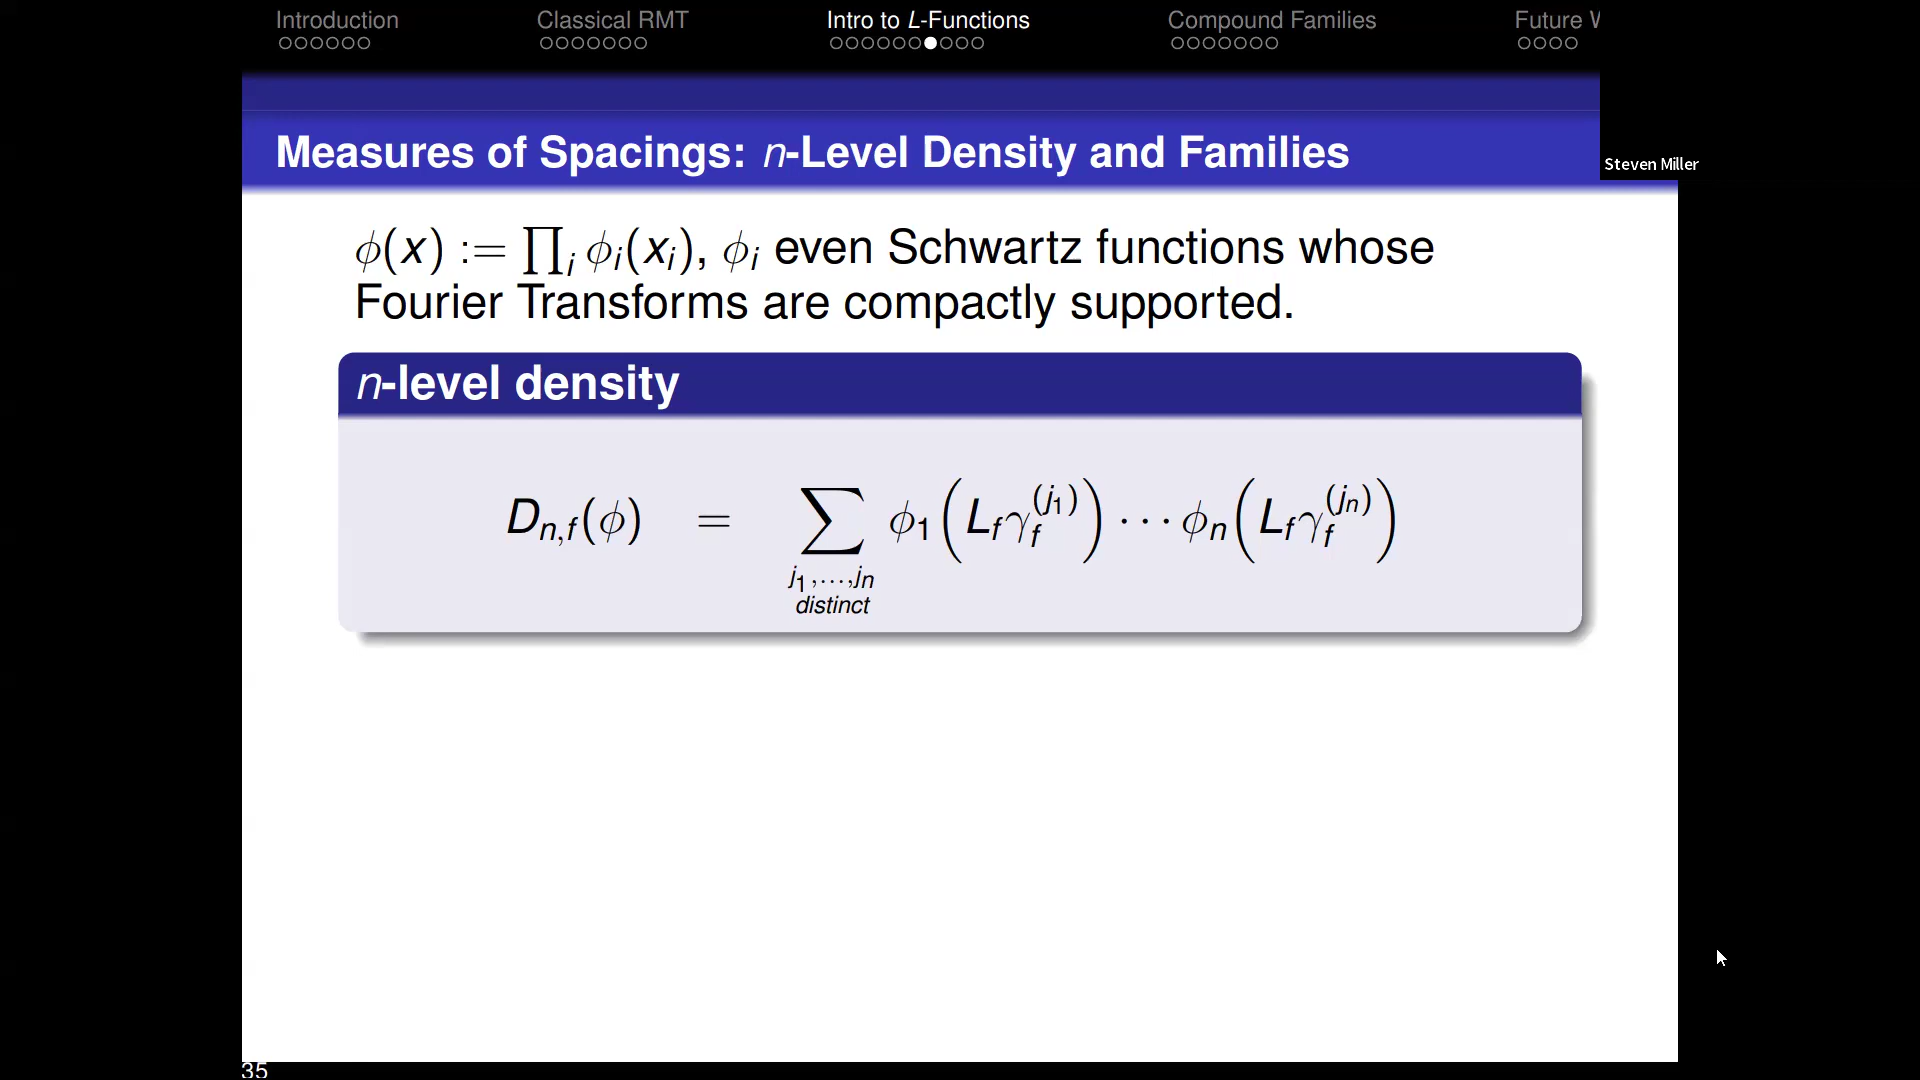 Introduction Classical RMT Intro to L-Functions Compound Families Future W
Measures of Spacings: n-Level Density and Families
Steven Miller
ϕ(x) := ∏_i ϕ_i(x_i), ϕ_i even Schwartz functions whose
Fourier Transforms are compactly supported.
n-level density
D_{n,f}(ϕ) = ∑_{j_1,...,j_n distinct} ϕ_1(L_f γ_f^{(j_1)}) ··· ϕ_n(L_f γ_f^{(j_n)})
35